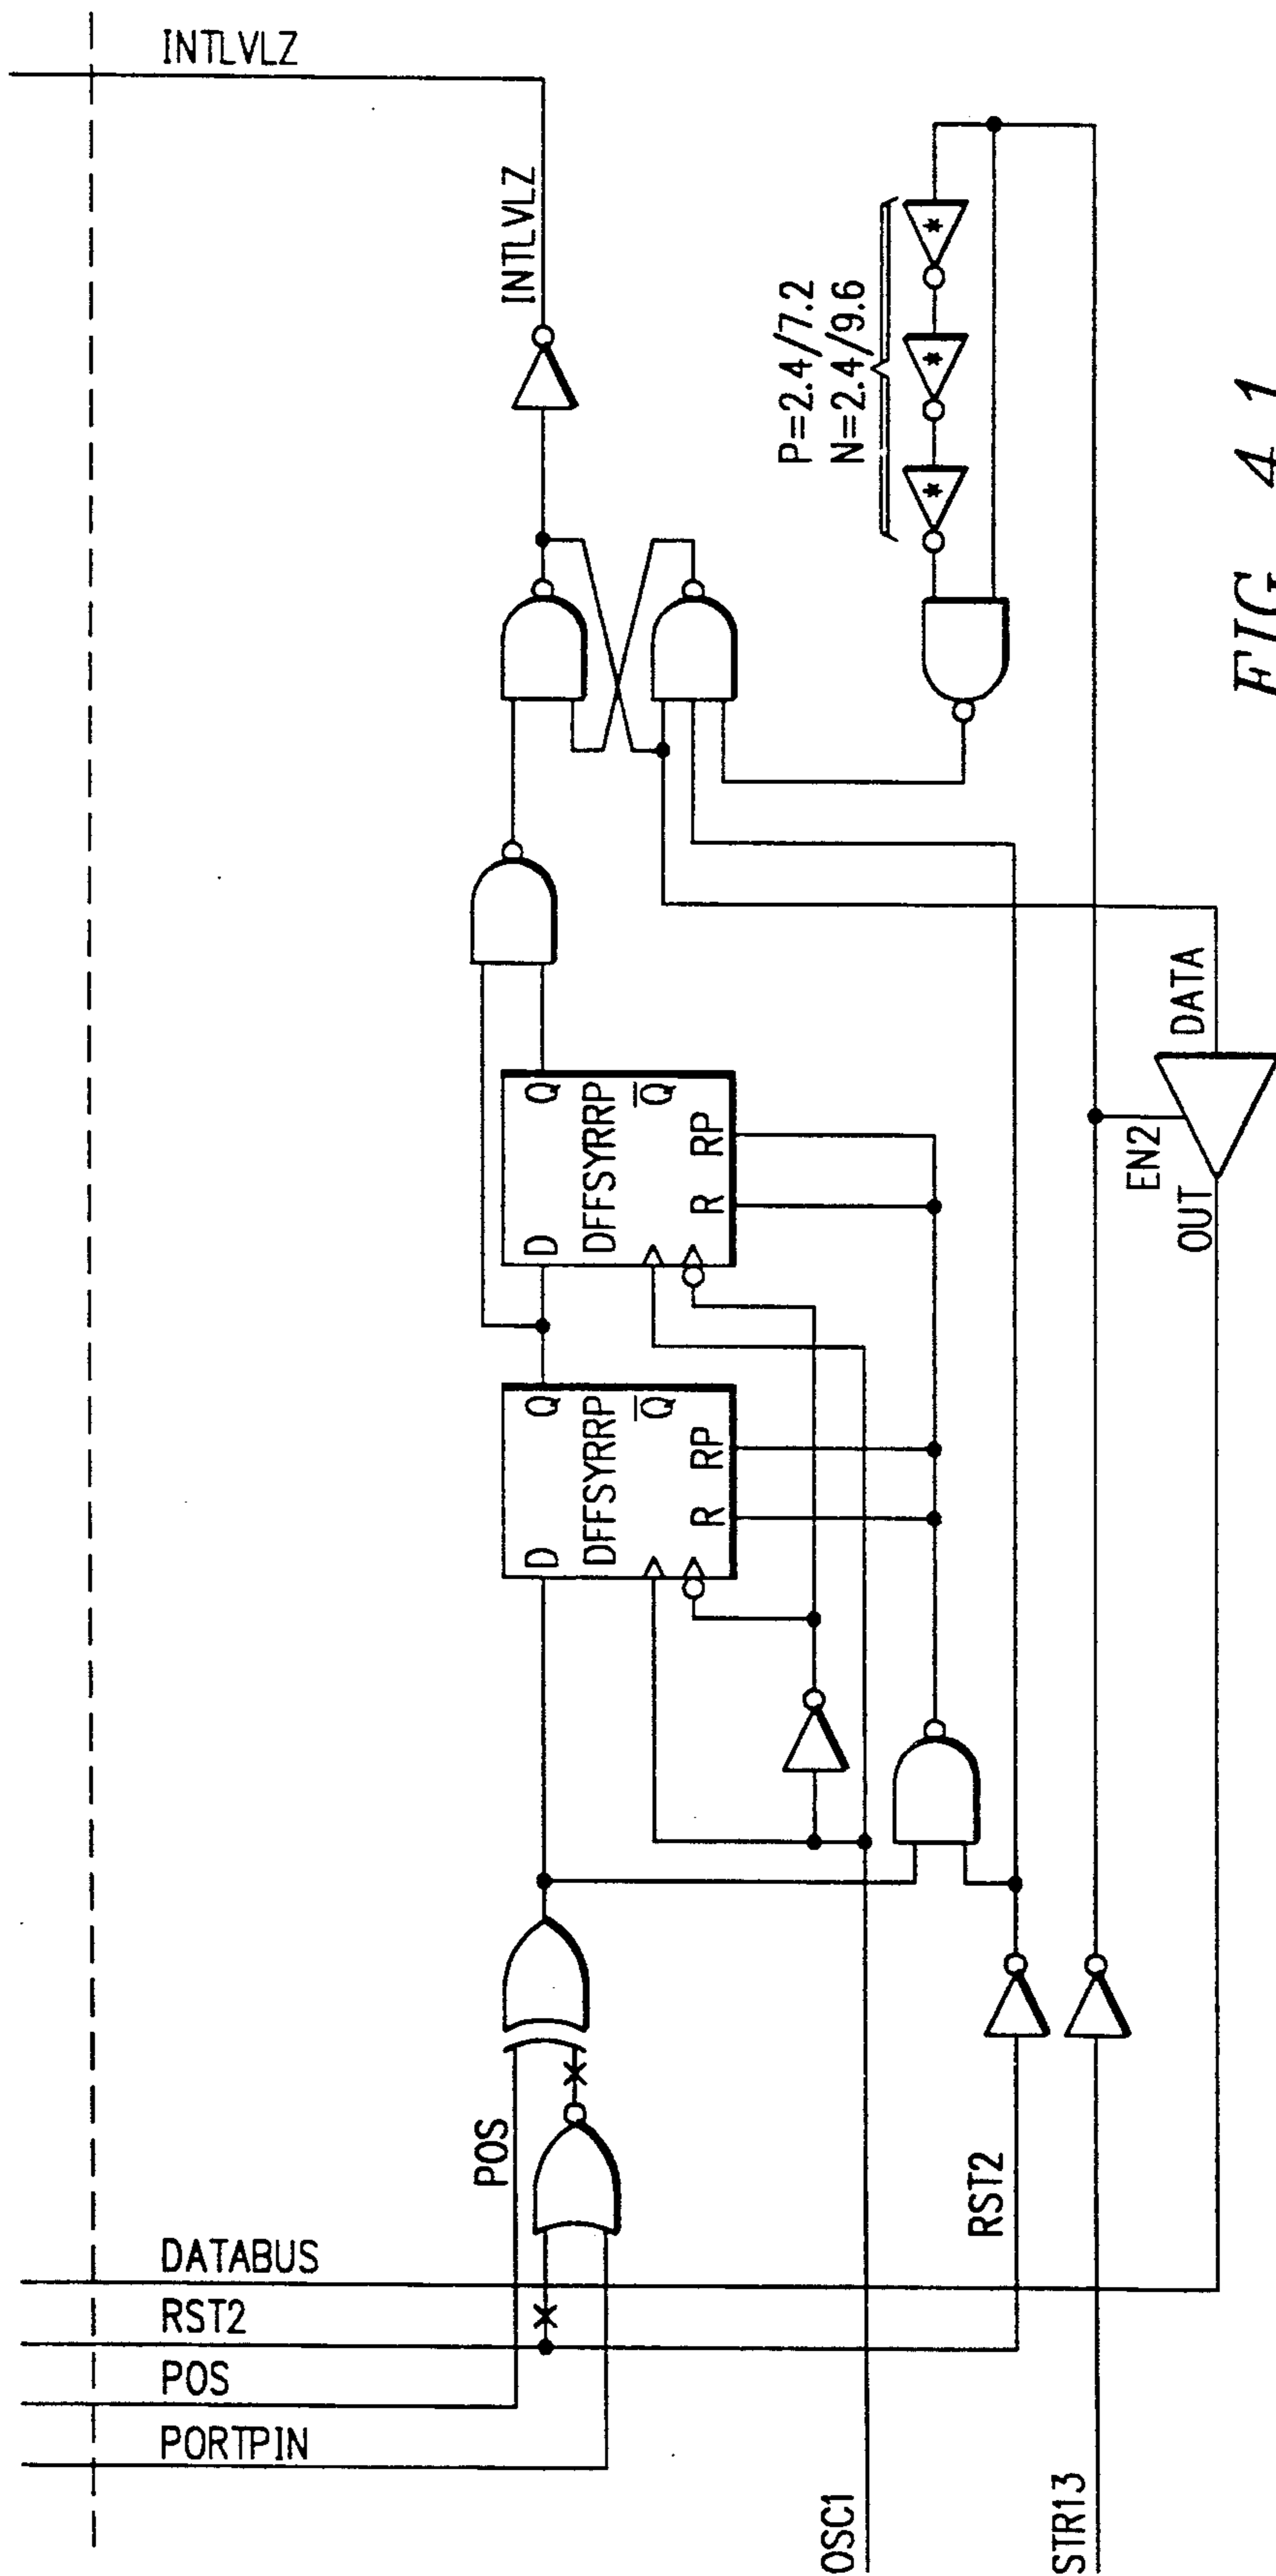 INTLVLZ
INTLVLZ
P=2.4/7.2
N=2.4/9.6
*
*
*
D
Q
DFFSYRRP
Q
R
RP
D
Q
DFFSYRRP
Q
R
RP
POS
DATABUS
RST2
POS
PORTPIN
OSC1
RST2
STR13
EN2
OUT
DATA
FIG. 4.1